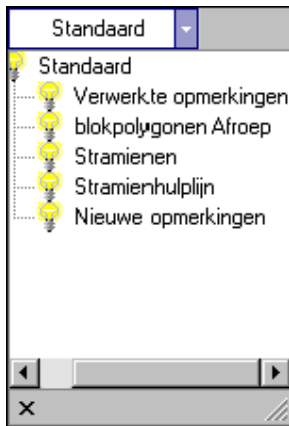 Standaard
Standaard
Verwerkte opmerkingen
blokpolygonen Afroep
Stramienen
Stramienhulplijn
Nieuwe opmerkingen